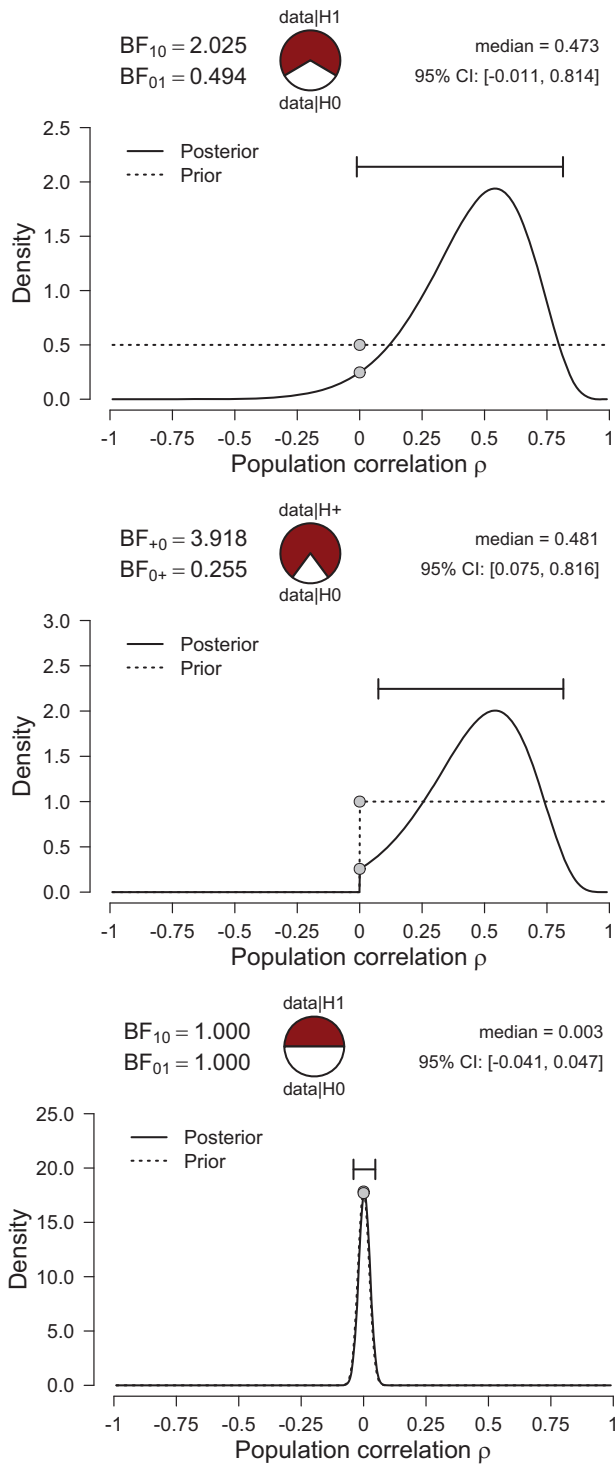 data|H1
BF10 = 2.025
BF01 = 0.494
median = 0.473
95% CI: [-0.011, 0.814]
data|H0
2.5
2.0
1.5
1.0
0.5
0.0
Density
Posterior
Prior
-1 -0.75 -0.5 -0.25 0 0.25 0.5 0.75 1
Population correlation ρ
data|H+
BF+0 = 3.918
BF0+ = 0.255
median = 0.481
95% CI: [0.075, 0.816]
data|H0
3.0
2.5
2.0
1.5
1.0
0.5
0.0
Density
Posterior
Prior
-1 -0.75 -0.5 -0.25 0 0.25 0.5 0.75 1
Population correlation ρ
data|H1
BF10 = 1.000
BF01 = 1.000
median = 0.003
95% CI: [-0.041, 0.047]
data|H0
25.0
20.0
15.0
10.0
5.0
0.0
Density
Posterior
Prior
-1 -0.75 -0.5 -0.25 0 0.25 0.5 0.75 1
Population correlation ρ